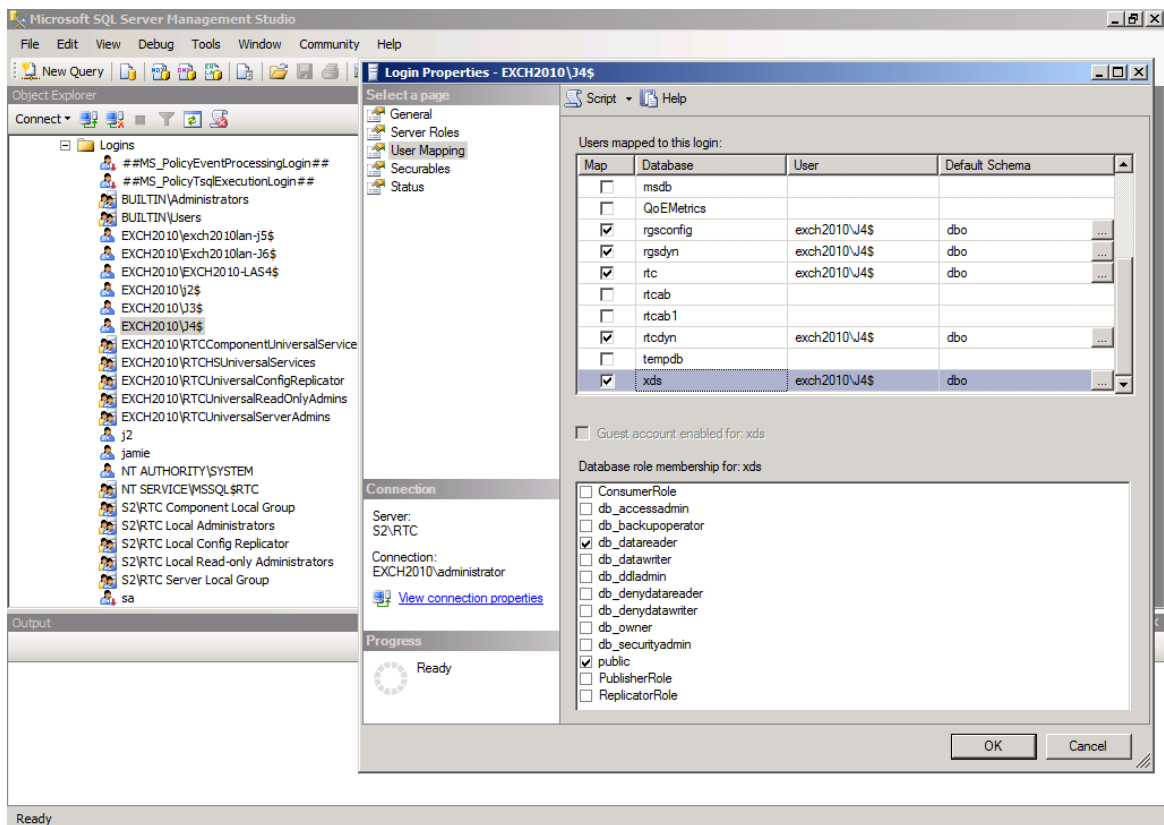 Microsoft SQL Server Management Studio
File Edit View Debug Tools Window Community Help
New Query
Object Explorer
Connect
Logins
##MS_PolicyEventProcessingLogin##
##MS_PolicyTsqlExecutionLogin##
BUILTIN\Administrators
BUILTIN\Users
EXCH2010\exch2010lan-j5$
EXCH2010\Exch2010lan-J6$
EXCH2010\EXCH2010-LAS4$
EXCH2010\j2$
EXCH2010\J3$
EXCH2010\J4$
EXCH2010\RTCComponentUniversalService
EXCH2010\RTCHSUniversalServices
EXCH2010\RTCUniversalConfigReplicator
EXCH2010\RTCUniversalReadOnlyAdmins
EXCH2010\RTCUniversalServerAdmins
j2
jamie
NT AUTHORITY\SYSTEM
NT SERVICE\MSSQL$RTC
S2\RTC Component Local Group
S2\RTC Local Administrators
S2\RTC Local Config Replicator
S2\RTC Local Read-only Administrators
S2\RTC Server Local Group
sa
Output
Ready
Login Properties - EXCH2010\J4$
Select a page
General
Server Roles
User Mapping
Securables
Status
Connection
Server:
S2\RTC
Connection:
EXCH2010\administrator
View connection properties
Progress
Ready
Script Help
Users mapped to this login:
Map Database User Default Schema
msdb
QoEMetrics
rgsconfig exch2010\J4$ dbo ...
rgsdyn exch2010\J4$ dbo ...
rtc exch2010\J4$ dbo ...
rtcab
rtcab1
rtcdyn exch2010\J4$ dbo ...
tempdb
xds exch2010\J4$ dbo ...
Guest account enabled for: xds
Database role membership for: xds
ConsumerRole
db_accessadmin
db_backupoperator
db_datareader
db_datawriter
db_ddladmin
db_denydatareader
db_denydatawriter
db_owner
db_securityadmin
public
PublisherRole
ReplicatorRole
OK Cancel